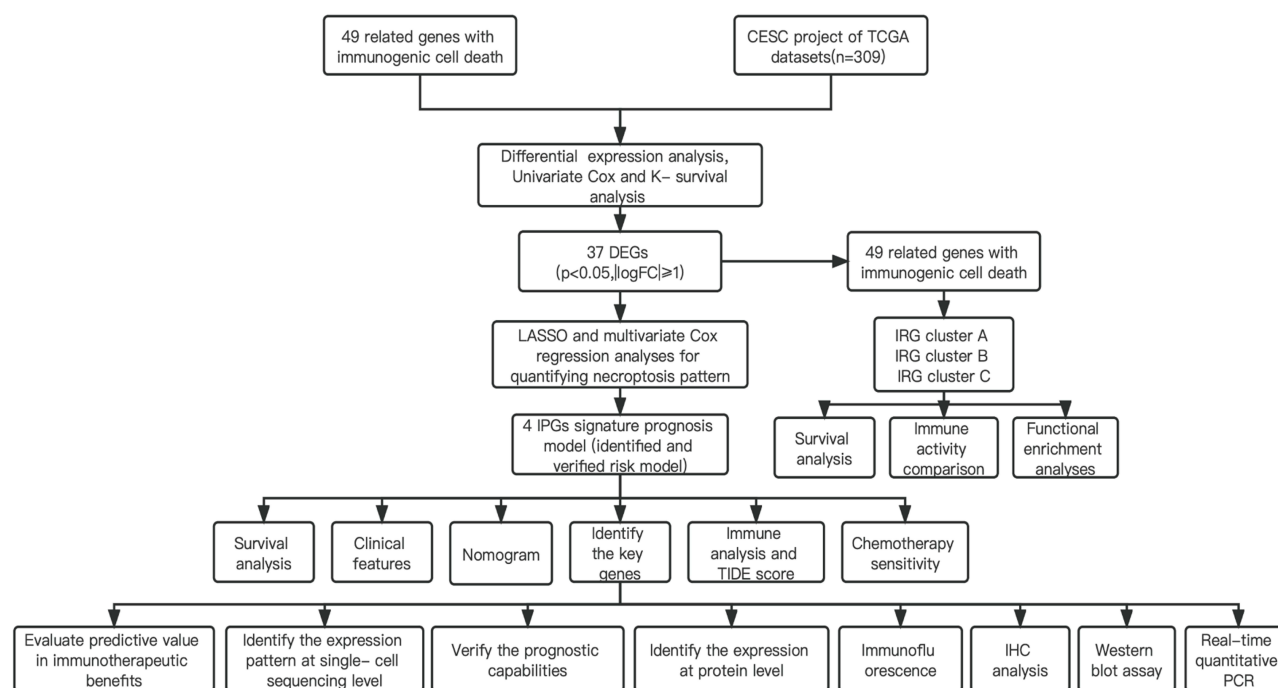 49 related genes with
immunogenic cell death
CESC project of TCGA
datasets(n=309)
Differential expression analysis,
Univariate Cox and K- survival
analysis
37 DEGs
(p<0.05,|logFC|⩾1)
49 related genes with
immunogenic cell death
LASSO and multivariate Cox
regression analyses for
quantifying necroptosis pattern
IRG cluster A
IRG cluster B
IRG cluster C
4 IPGs signature prognosis
model (identified and
verified risk model)
Survival
analysis
Immune
activity
comparison
Functional
enrichment
analyses
Survival
analysis
Clinical
features
Nomogram
Identify
the key
genes
Immune
analysis and
TIDE score
Chemotherapy
sensitivity
Evaluate predictive value
in immunotherapeutic
benefits
Identify the expression
pattern at single- cell
sequencing level
Verify the prognostic
capabilities
Identify the expression
at protein level
Immunoflu
orescence
IHC
analysis
Western
blot assay
Real-time
quantitative
PCR